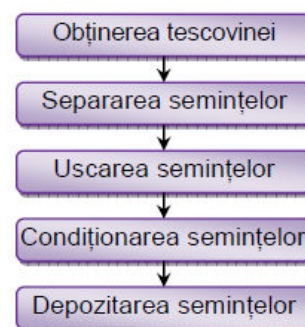 Obținerea tescovinei
Separarea semințelor
Uscarea semințelor
Condiționarea semințelor
Depozitarea semințelor